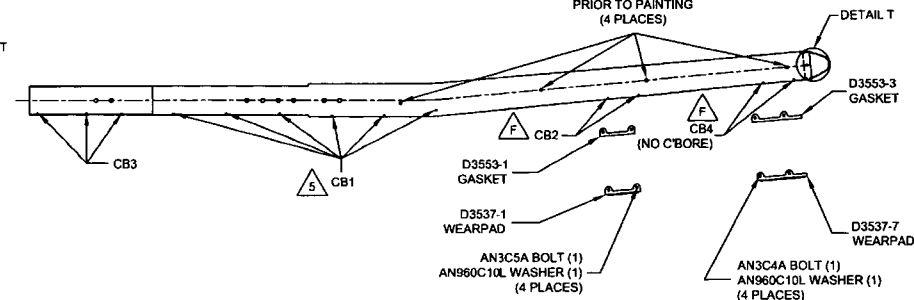 PRIOR TO PAINTING
(4 PLACES)
DETAIL T
T
D3553-3
GASKET
F
CB2
F
CB4
(NO C'BORE)
CB3
5
CB1
D3553-1
GASKET
D3537-1
WEARPAD
D3537-7
WEARPAD
AN3C5A BOLT (1)
AN960C10L WASHER (1)
(4 PLACES)
AN3C4A BOLT (1)
AN960C10L WASHER (1)
(4 PLACES)